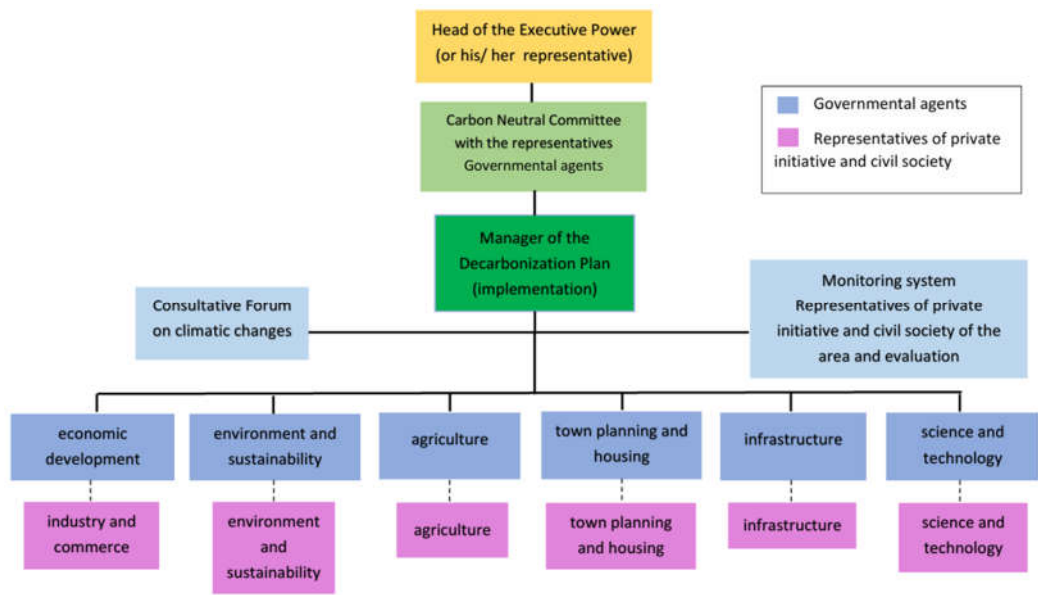 Head of the Executive Power
(or his/ her representative)
Carbon Neutral Committee
with the representatives
Governmental agents
Governmental agents
Representatives of private
initiative and civil society
Manager of the
Decarbonization Plan
(implementation)
Consultative Forum
on climatic changes
Monitoring system
Representatives of private
initiative and civil society of the
area and evaluation
economic
development
environment and
sustainability
agriculture
town planning and
housing
infrastructure
science and
technology
industry and
commerce
environment
and
sustainability
agriculture
town planning
and housing
infrastructure
science and
technology